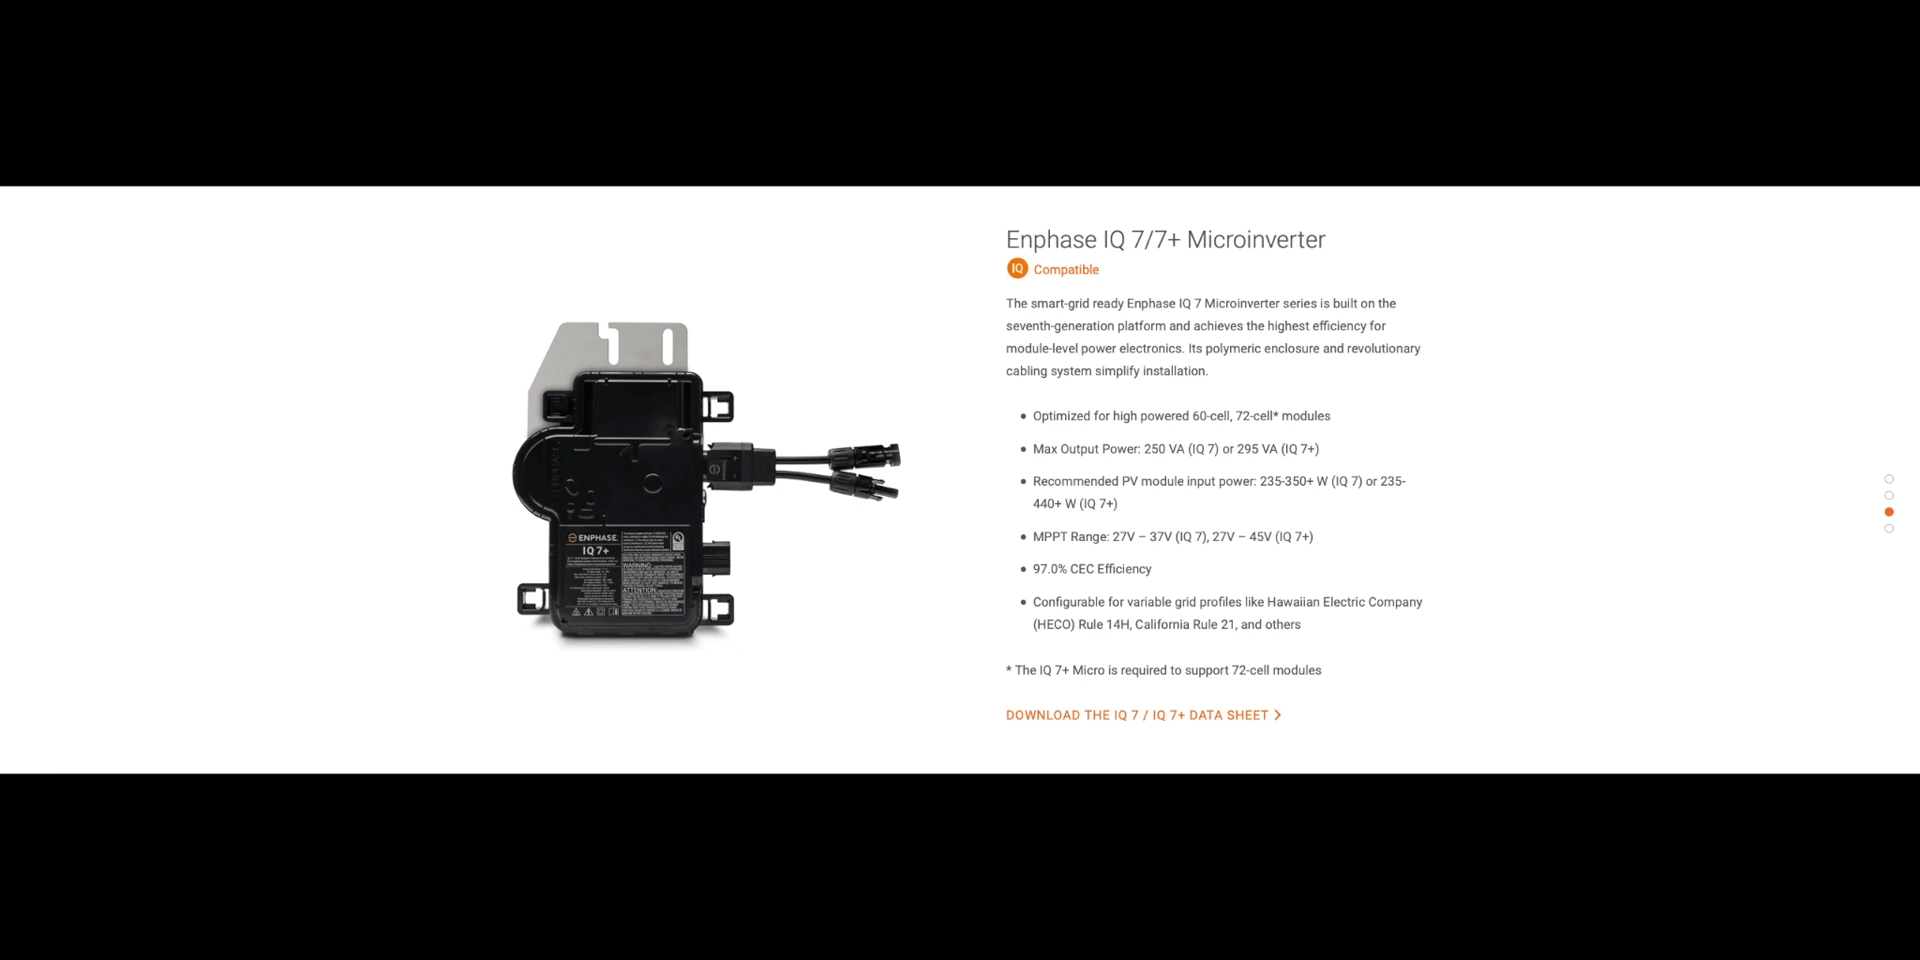 Enphase IQ 7/7+ Microinverter
IQ Compatible
The smart-grid ready Enphase IQ 7 Microinverter series is built on the
seventh-generation platform and achieves the highest efficiency for
module-level power electronics. Its polymeric enclosure and revolutionary
cabling system simplify installation.
• Optimized for high powered 60-cell, 72-cell* modules
• Max Output Power: 250 VA (IQ 7) or 295 VA (IQ 7+)
• Recommended PV module input power: 235-350+ W (IQ 7) or 235-
440+ W (IQ 7+)
• MPPT Range: 27V – 37V (IQ 7), 27V – 45V (IQ 7+)
• 97.0% CEC Efficiency
• Configurable for variable grid profiles like Hawaiian Electric Company
(HECO) Rule 14H, California Rule 21, and others
* The IQ 7+ Micro is required to support 72-cell modules
DOWNLOAD THE IQ 7 / IQ 7+ DATA SHEET >
ENPHASE
IQ 7+
WARNING:
ATTENTION: